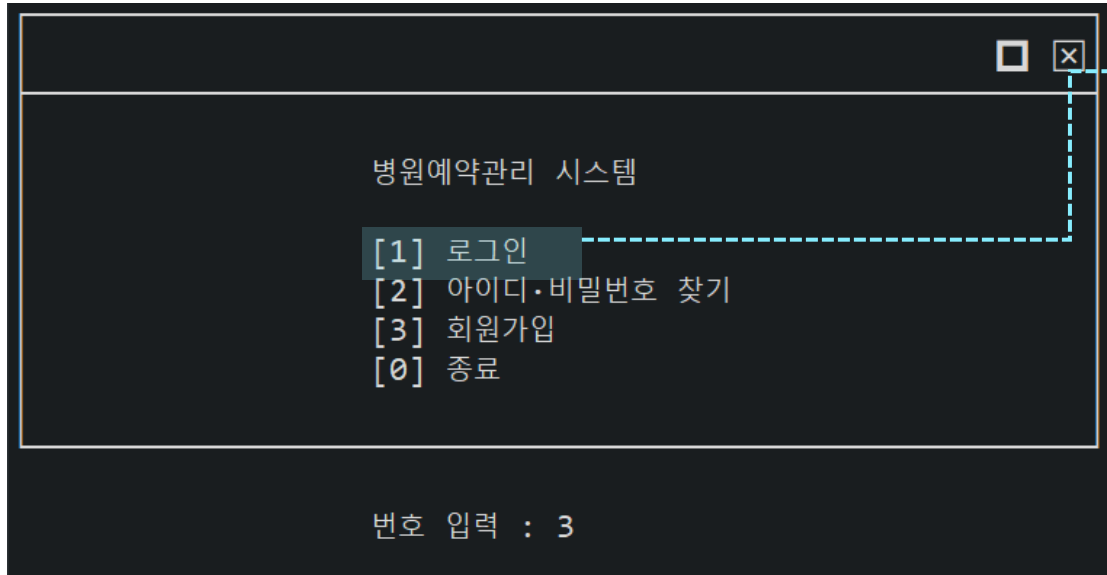 병원예약관리 시스템
[1] 로그인
[2] 아이디·비밀번호 찾기
[3] 회원가입
[0] 종료
번호 입력 : 3